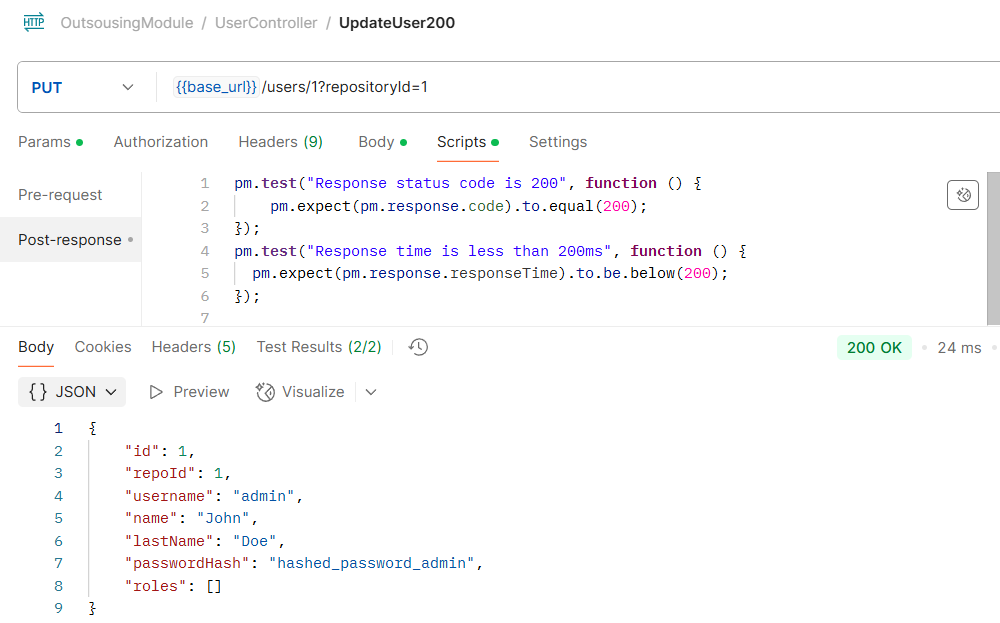 HTTP OutsousingModule / UserController / UpdateUser200
PUT {{base_url}}/users/1?repositoryId=1
Params Authorization Headers (9) Body Scripts Settings
Pre-request
Post-response
1 pm.test("Response status code is 200", function () {
2 pm.expect(pm.response.code).to.equal(200);
3 });
4 pm.test("Response time is less than 200ms", function () {
5 pm.expect(pm.response.responseTime).to.be.below(200);
6 });
7
Body Cookies Headers (5) Test Results (2/2) 200 OK • 24 ms •
{} JSON Preview Visualize
1 {
2 "id": 1,
3 "repoId": 1,
4 "username": "admin",
5 "name": "John",
6 "lastName": "Doe",
7 "passwordHash": "hashed_password_admin",
8 "roles": []
9 }